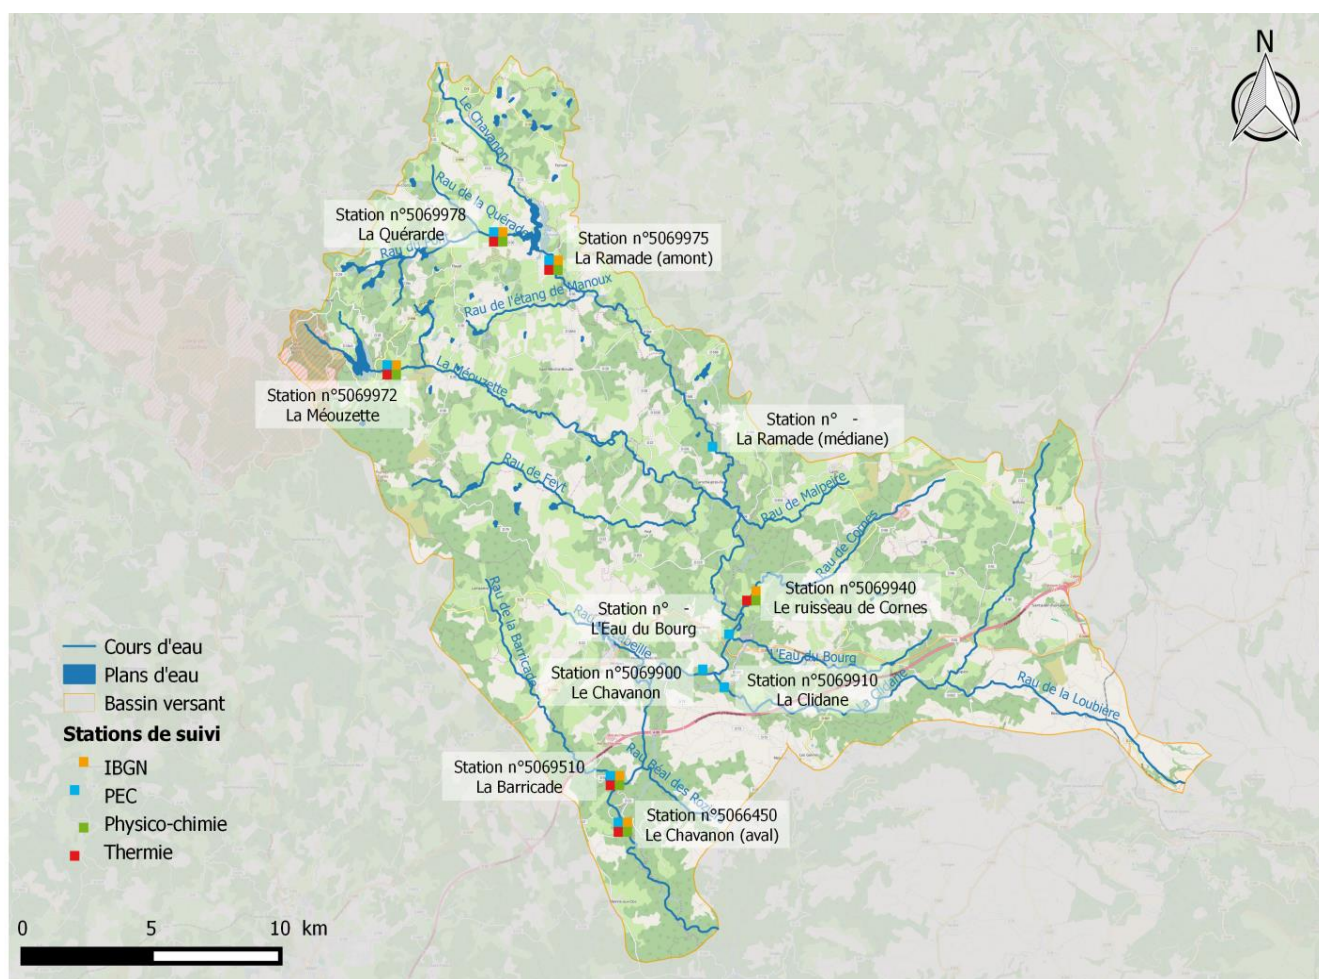 N
Le Chavanon
Rau de la Quérade
Station n°5069978
La Quérarde
Station n°5069975
La Ramade (amont)
Rau de l'étang de Manoux
La Méouzette
Station n°5069972
La Méouzette
Station n° -
La Ramade (médiane)
Rau de Feyt
Rau de Malpeire
Rau de Cornes
Station n°5069940
Le ruisseau de Cornes
Rau de la Barricade
Station n° -
L'Eau du Bourg
L'Eau du Bourg
Station n°5069900
Le Chavanon
Station n°5069910
La Clidane
La Clidane
Rau de la Loubière
Station n°5069510
La Barricade
Rau Réal des
Station n°5066450
Le Chavanon (aval)
Cours d'eau
Plans d'eau
Bassin versant
Stations de suivi
IBGN
PEC
Physico-chimie
Thermie
0 5 10 km